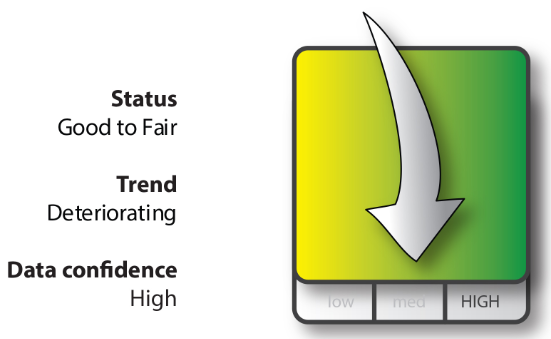 Status
Good to Fair
Trend
Deteriorating
Data confidence
High
low med HIGH